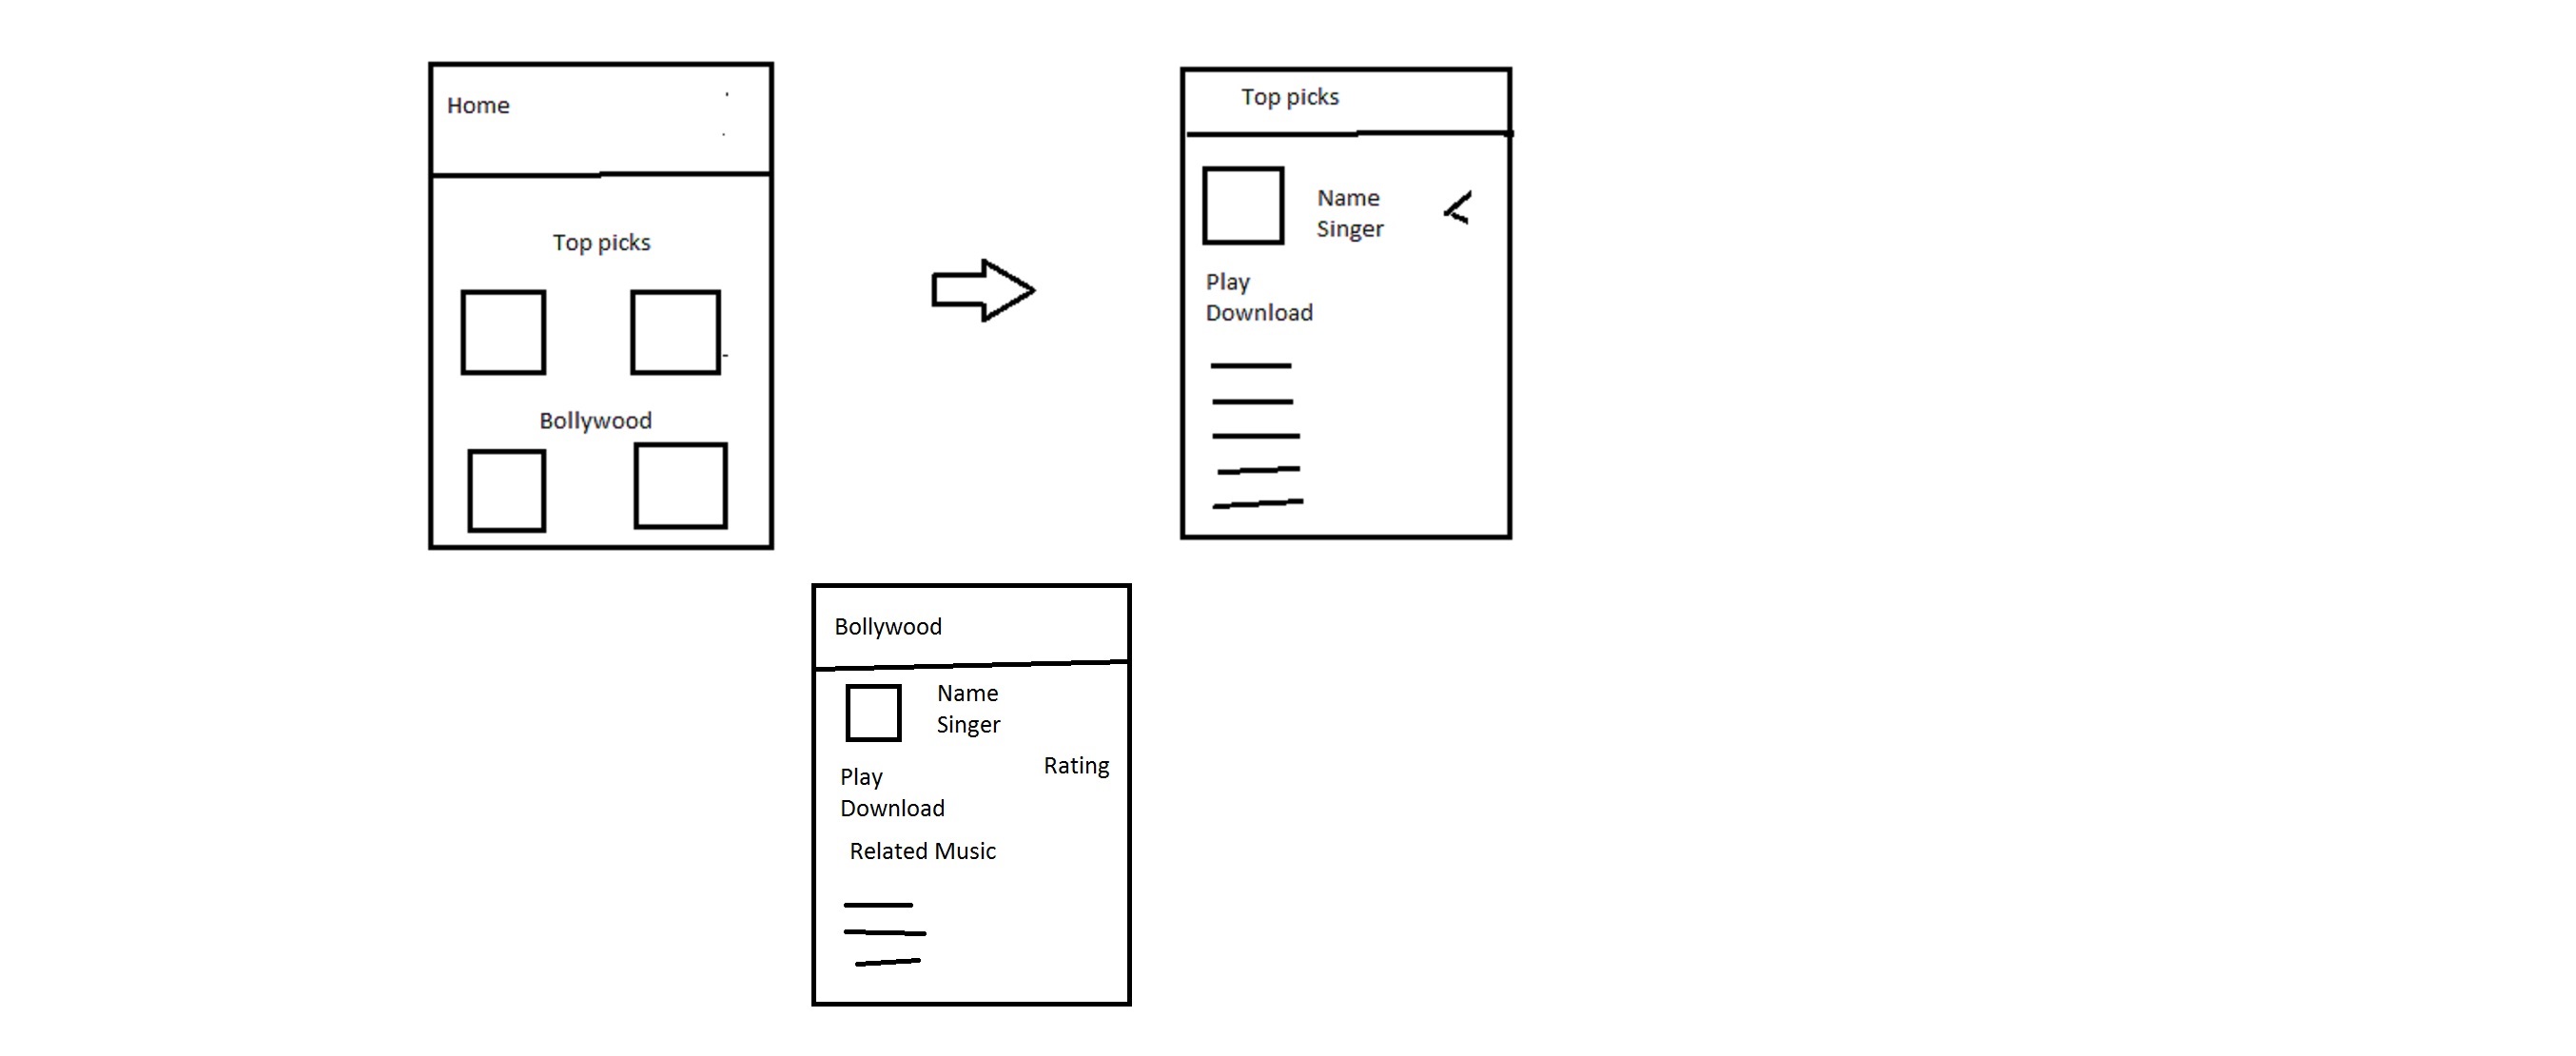 Home
Top picks
Bollywood
Top picks
Name
Singer
Play
Download
Bollywood
Name
Singer
Rating
Play
Download
Related Music